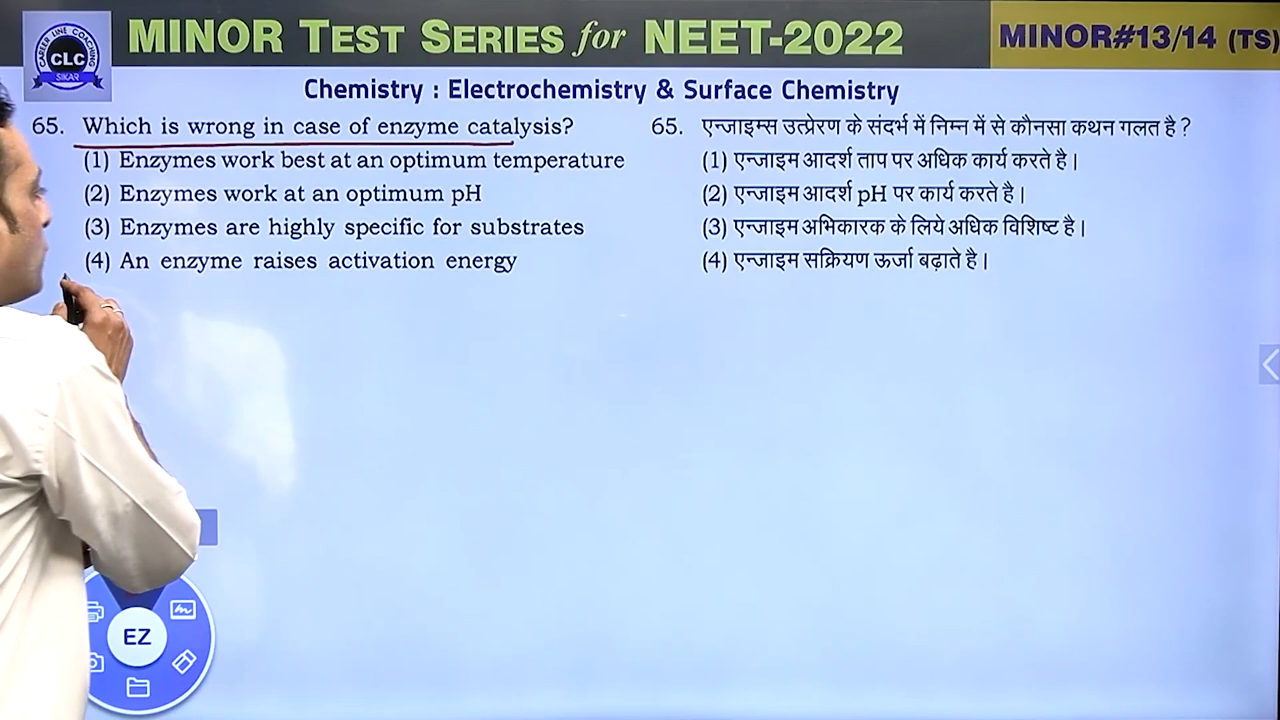 CAREER LINE COACHING
CLC
SIKAR
MINOR TEST SERIES for NEET-2022
MINOR#13/14 (TS)
Chemistry : Electrochemistry & Surface Chemistry
65. Which is wrong in case of enzyme catalysis?
(1) Enzymes work best at an optimum temperature
(2) Enzymes work at an optimum pH
(3) Enzymes are highly specific for substrates
(4) An enzyme raises activation energy
65. एन्जाइम्स उत्प्रेरण के संदर्भ में निम्न में से कौनसा कथन गलत है ?
(1) एन्जाइम आदर्श ताप पर अधिक कार्य करते है।
(2) एन्जाइम आदर्श pH पर कार्य करते है।
(3) एन्जाइम अभिकारक के लिये अधिक विशिष्ट है।
(4) एन्जाइम सक्रियण ऊर्जा बढ़ाते है।
EZ